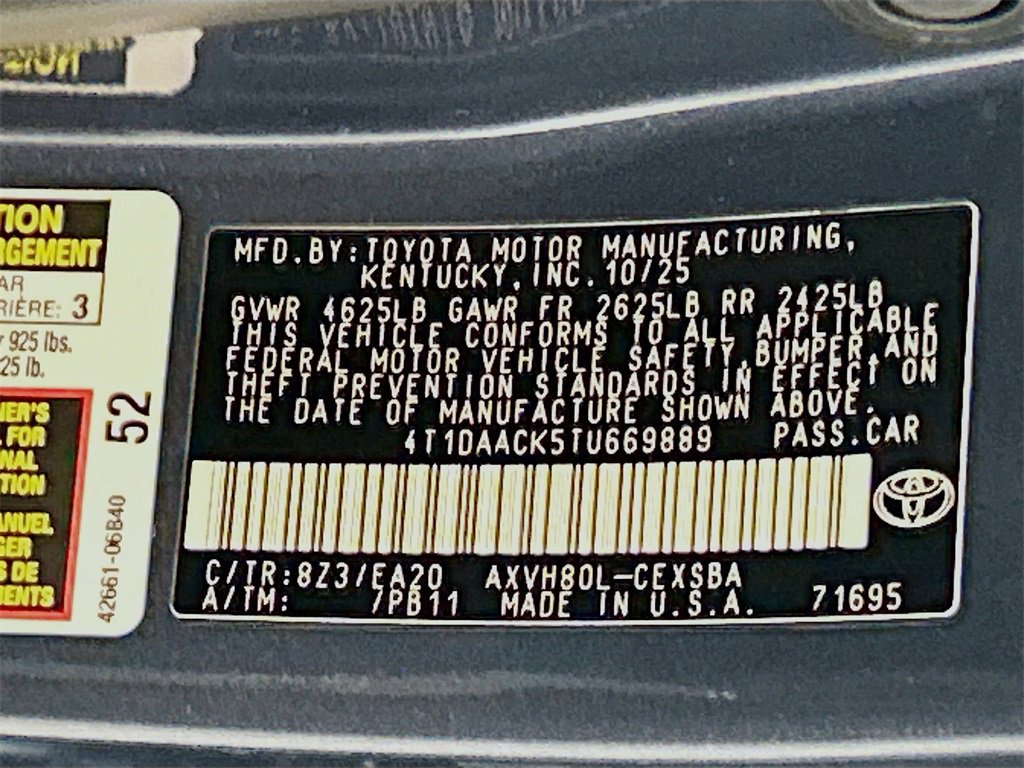 TION
RGEMENT
AR
RIÈRE: 3
925 lbs.
25 lb.
NER'S
FOR
NAL
TION
ANUEL
GER
S DE
MENTS
52
42661-06B40
MFD.BY:TOYOTA MOTOR MANUFACTURING,
KENTUCKY,INC.10/25
GVWR 4625LB GAWR FR 2625LB RR 2425LB
THIS VEHICLE CONFORMS TO ALL APPLICABLE
FEDERAL MOTOR VEHICLE SAFETY,BUMPER,AND
THEFT PREVENTION STANDARDS IN EFFECT ON
THE DATE OF MANUFACTURE SHOWN ABOVE.
4T1DAACK5TU669889 PASS.CAR
C/TR:8Z3/EA20 AXVH80L-CEXSBA
A/TM: /PB11 MADE IN U.S.A. 71695